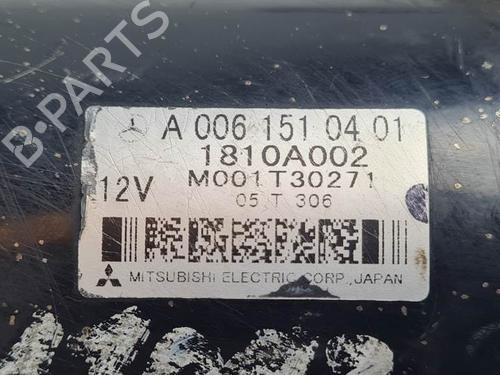 B-PARTS
A 006 151 04 01
1810A002
12V M001T30271
05 T 306
MITSUBISHI ELECTRIC CORP., JAPAN